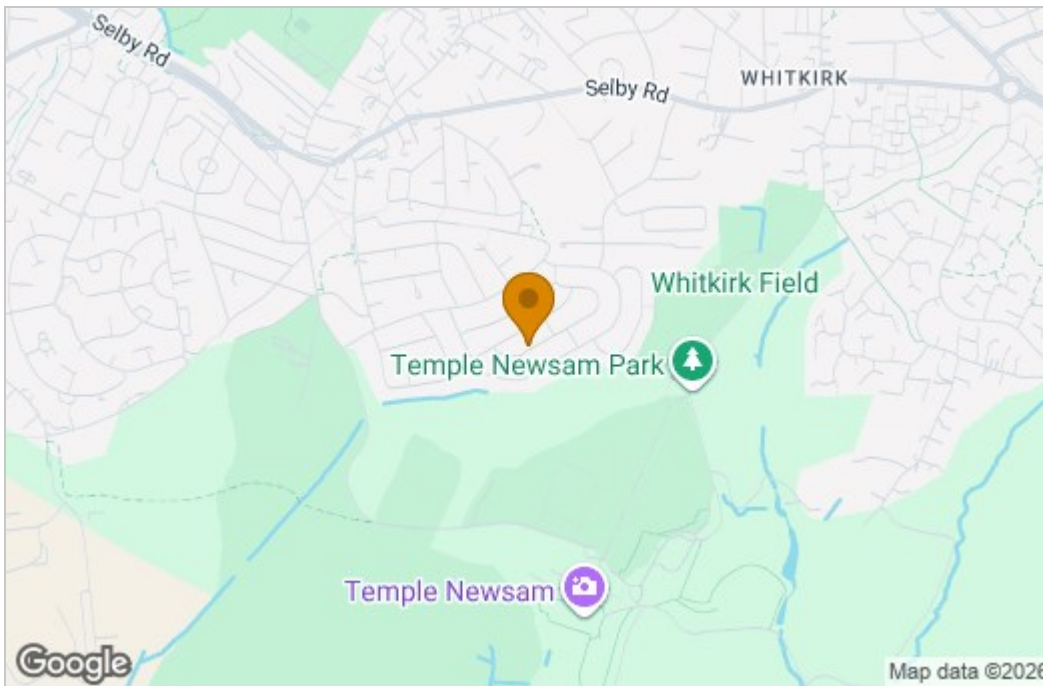 Selby Rd
Selby Rd
WHITKIRK
Whitkirk Field
Temple Newsam Park
Temple Newsam
Google
Map data ©2026